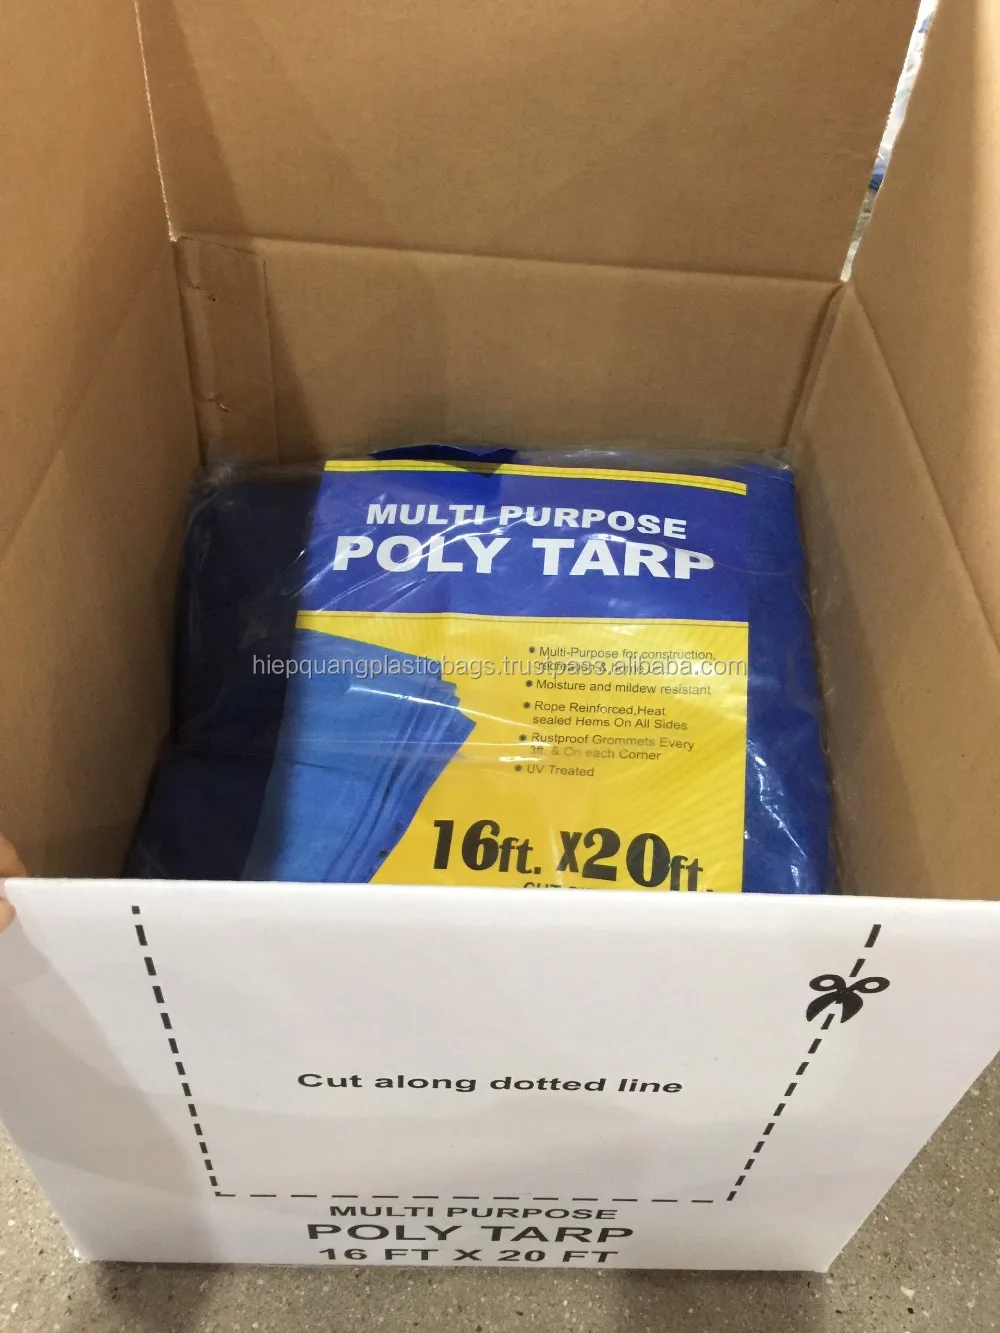 MULTI PURPOSE
POLY TARP
Multi-Purpose for construction,
hiepquangplasticbags.trustpass.alibaba.com
Moisture and mildew resistant
Rope Reinforced,Heat
sealed Hems On All Sides
Rustproof Grommets Every
3ft. & On each Corner
UV Treated
16ft. X20ft.
Cut along dotted line
MULTI PURPOSE
POLY TARP
16 FT X 20 FT